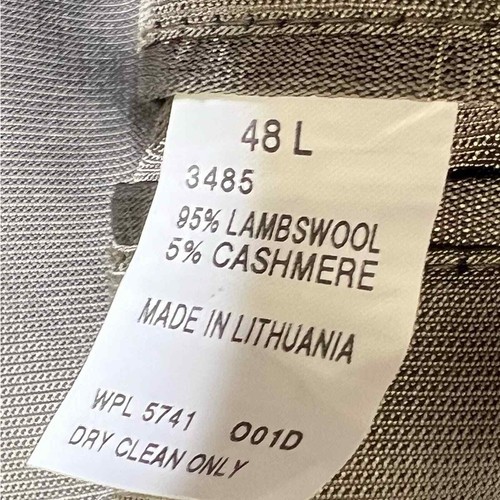 48 L
3485
95% LAMBSWOOL
5% CASHMERE
MADE IN LITHUANIA
WPL 5741 O01D
DRY CLEAN ONLY